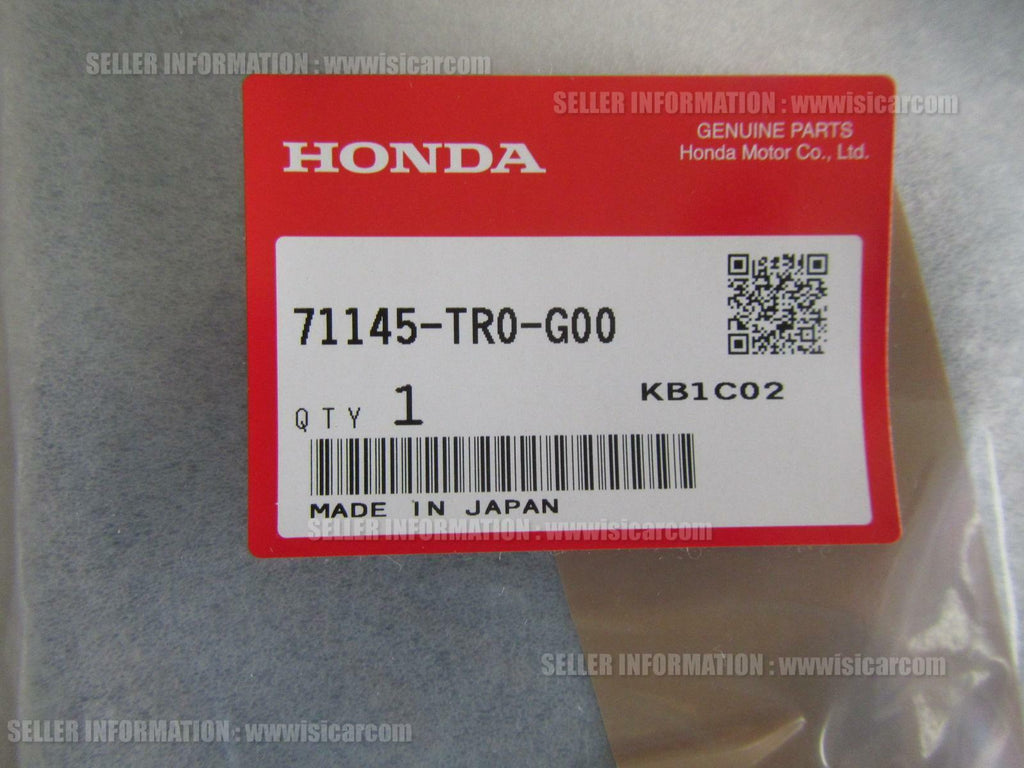 SELLER INFORMATION : wwwisicarcom
SELLER INFORMATION : wwwisicarcom
GENUINE PARTS
HONDA
Honda Motor Co., Ltd.
71145-TR0-G00
KB1C02
QTY 1
MADE IN JAPAN
SELLER INFORMATION : wwwisicarcom
SELLER INFORMATION : wwwisicarcom
SELLER INFORMATION : wwwisicarcom